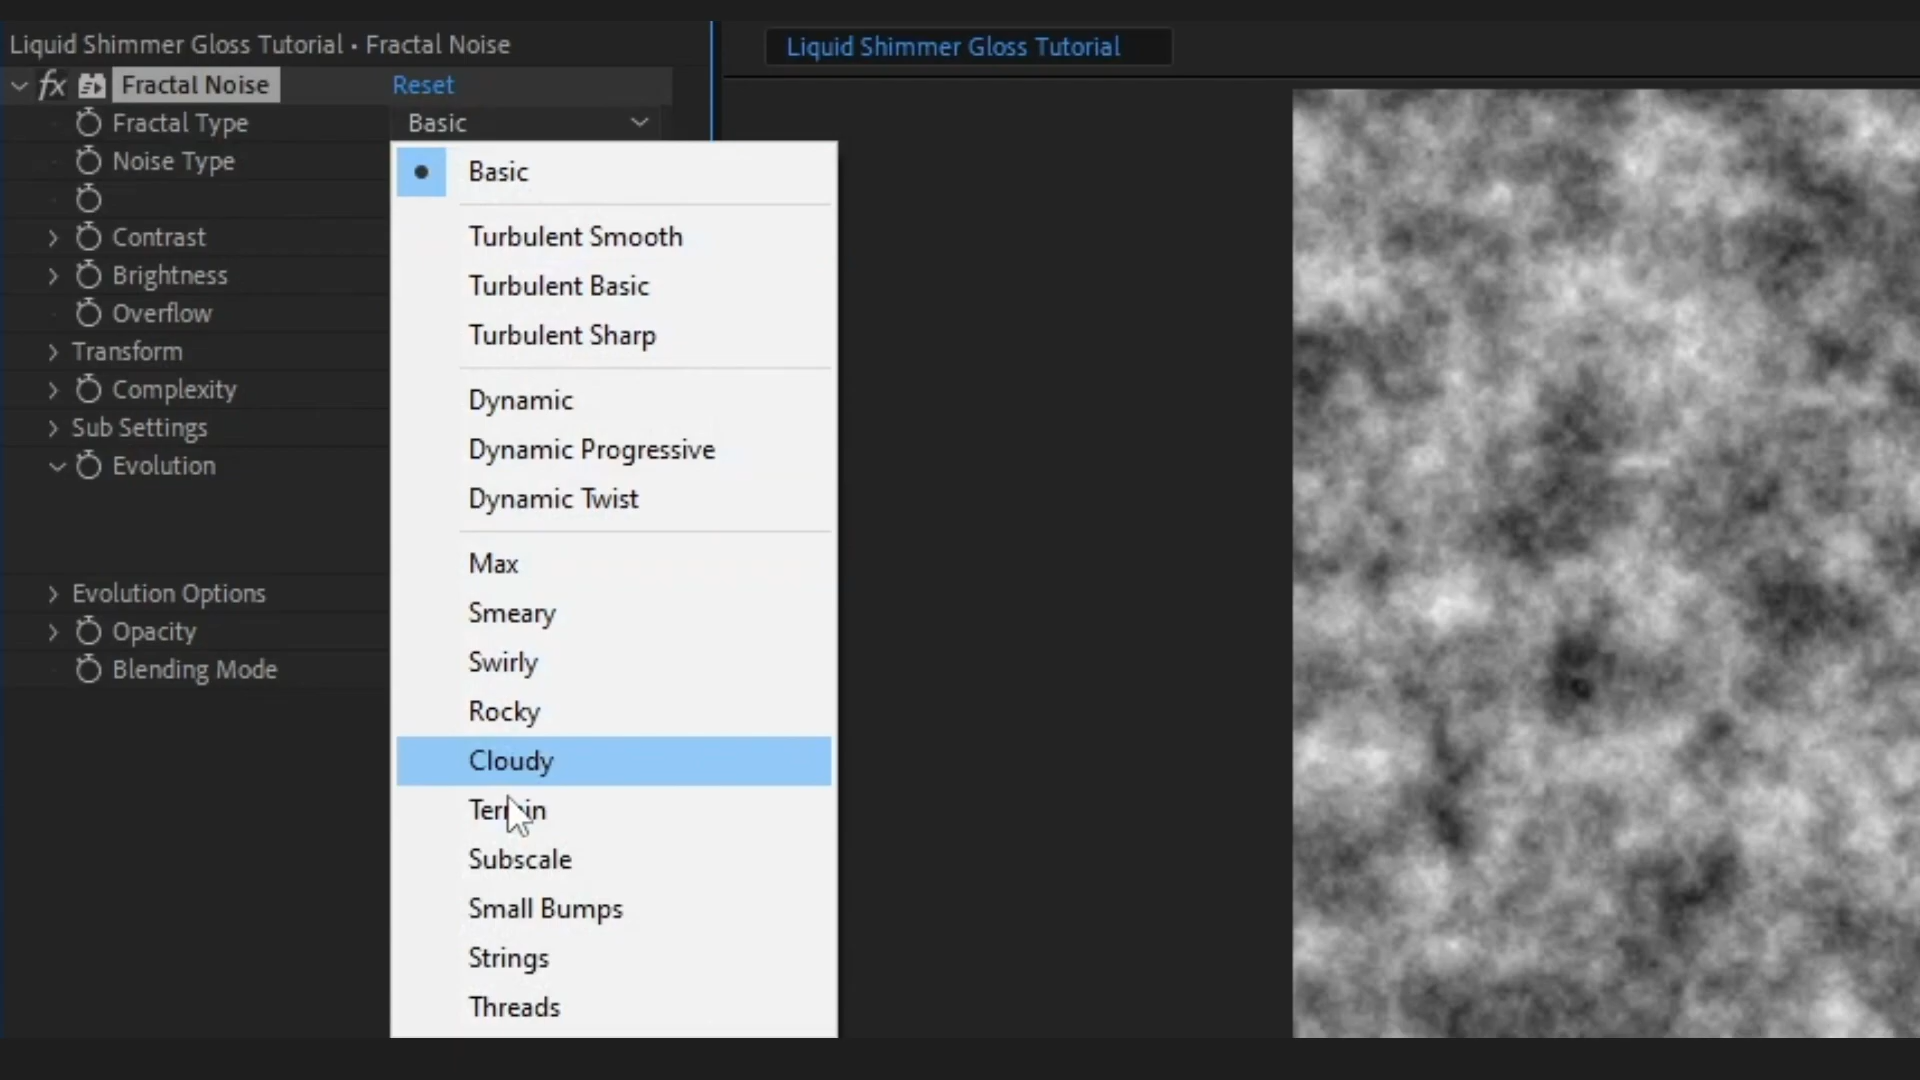 Liquid Shimmer Gloss Tutorial • Fractal Noise
Liquid Shimmer Gloss Tutorial
fx Fractal Noise Reset
Fractal Type Basic
Noise Type
Contrast
Brightness
Overflow
Transform
Complexity
Sub Settings
Evolution
Evolution Options
Opacity
Blending Mode
Basic
Turbulent Smooth
Turbulent Basic
Turbulent Sharp
Dynamic
Dynamic Progressive
Dynamic Twist
Max
Smeary
Swirly
Rocky
Cloudy
Terrain
Subscale
Small Bumps
Strings
Threads